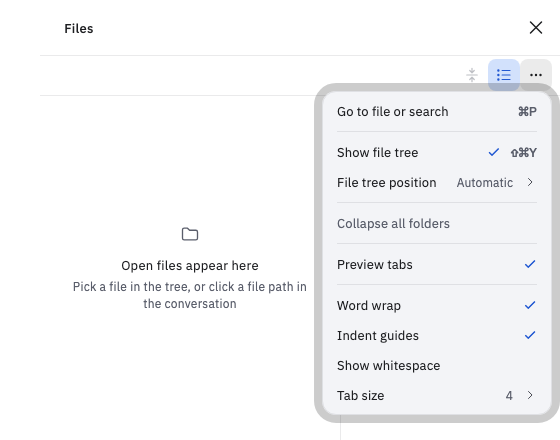 Files
Go to file or search ⌘P
Show file tree ⇧⌘Y
File tree position Automatic
Collapse all folders
Preview tabs
Word wrap
Indent guides
Show whitespace
Tab size 4
Open files appear here
Pick a file in the tree, or click a file path in
the conversation